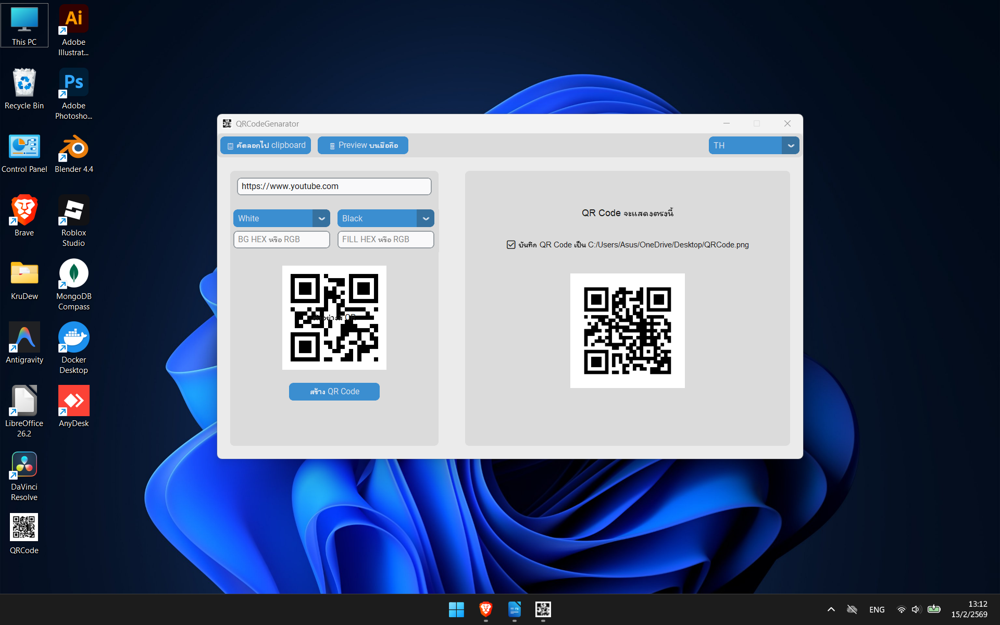 This PC
Ai
Adobe
Illustrat...
Recycle Bin
Ps
Adobe
Photosho...
Control Panel
Blender 4.4
Brave
Roblox
Studio
KruDew
MongoDB
Compass
Antigravity
Docker
Desktop
LibreOffice
26.2
AnyDesk
DaVinci
Resolve
QRCode
QRCodeGenarator
คัดลอกไป clipboard
Preview บนมือถือ
TH
https://www.youtube.com
White
Black
BG HEX หรือ RGB
FILL HEX หรือ RGB
ตัวอย่างสี QR
สร้าง QR Code
QR Code จะแสดงตรงนี้
บันทึก QR Code เป็น C:/Users/Asus/OneDrive/Desktop/QRCode.png
ENG
13:12
15/2/2569